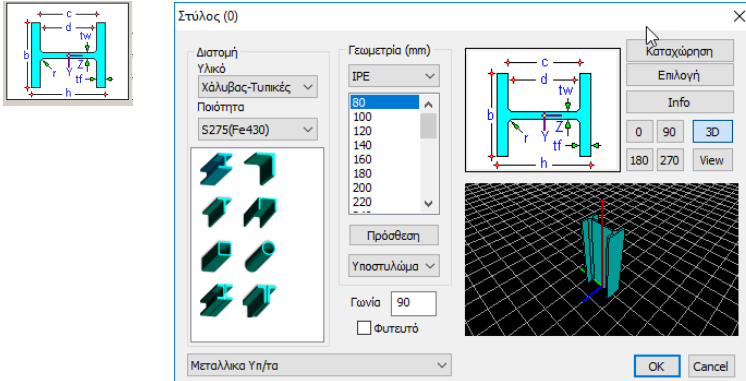 c
d
tw
b
r
Y
Z
tf
h
Στύλος (0)
Διατομή
Υλικό
Χάλυβας-Τυπικές
Ποιότητα
S275(Fe430)
Γεωμετρία (mm)
IPE
80
100
120
140
160
180
200
220
Πρόσθεση
Υποστυλώμα
Γωνία 90
Φυτευτό
c
d
tw
b
r
Y
Z
tf
h
Καταχώρηση
Επιλογή
Info
0 90 3D
180 270 View
Μεταλλικα Υπ/τα
OK Cancel